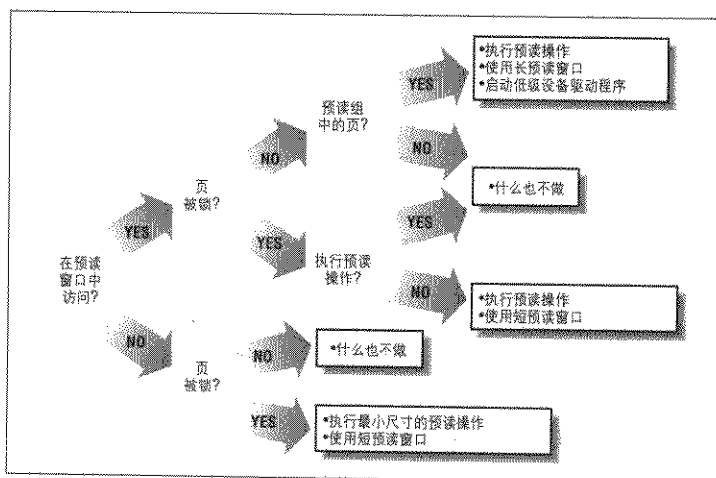 •执行预读操作
•使用长预读窗口
•启动低级设备驱动程序
YES
预读组
中的页?
NO
NO
•什么也不做
页
被锁?
YES
YES
YES
在预读
窗口中
访问?
执行预读
操作?
NO
•执行预读操作
•使用短预读窗口
NO
页
被锁?
NO
•什么也不做
YES
•执行最小尺寸的预读操作
•使用短预读窗口